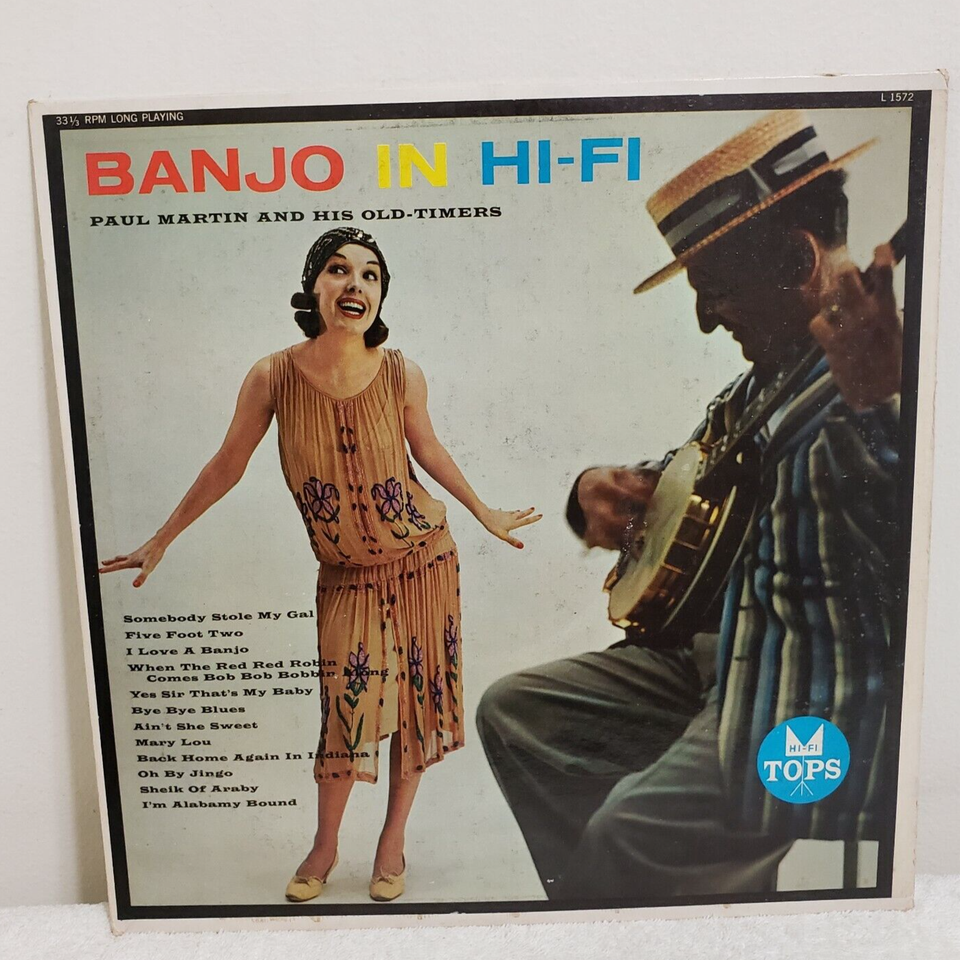 33⅓ RPM LONG PLAYING
L 1572
BANJO IN HI-FI
PAUL MARTIN AND HIS OLD-TIMERS
Somebody Stole My Gal
Five Foot Two
I Love A Banjo
When The Red Red Robin
Comes Bob Bob Bobbin Along
Yes Sir That's My Baby
Bye Bye Blues
Ain't She Sweet
Mary Lou
Back Home Again In Indiana
Oh By Jingo
Sheik Of Araby
I'm Alabamy Bound
HI-FI
TOPS